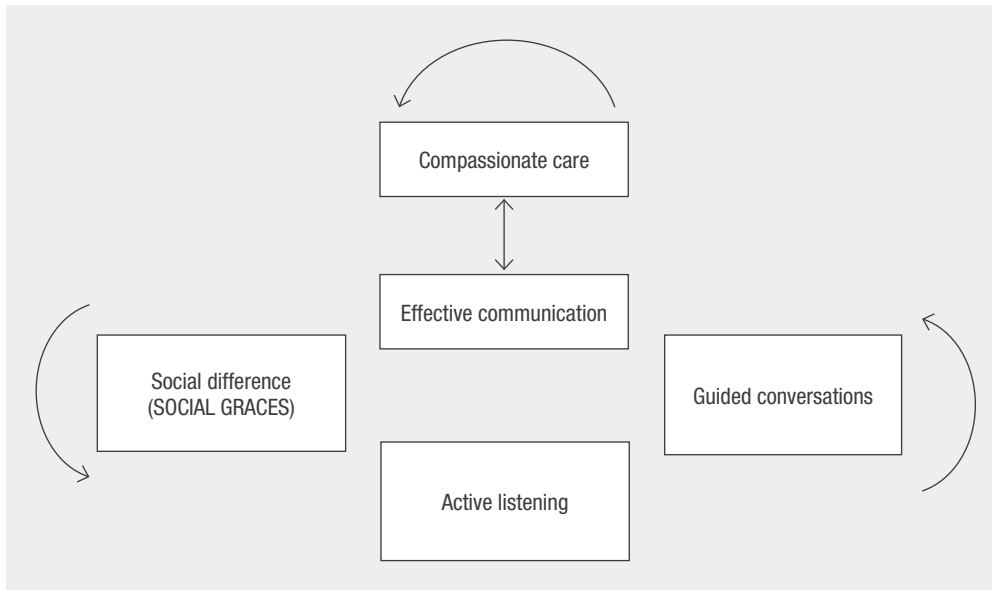 Compassionate care
Effective communication
Social difference
(SOCIAL GRACES)
Guided conversations
Active listening